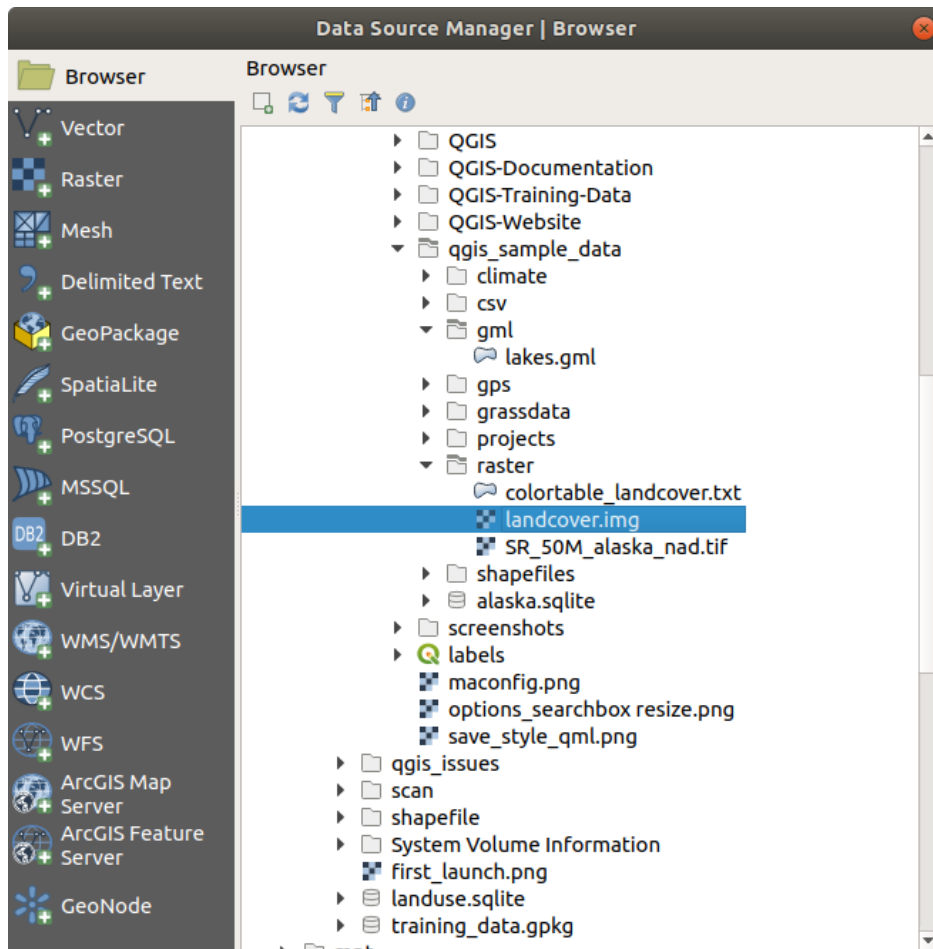 Data Source Manager | Browser
Browser
Vector
Raster
Mesh
Delimited Text
GeoPackage
SpatiaLite
PostgreSQL
MSSQL
DB2
DB2
Virtual Layer
WMS/WMTS
WCS
WFS
ArcGIS Map
Server
ArcGIS Feature
Server
GeoNode
Browser
QGIS
QGIS-Documentation
QGIS-Training-Data
QGIS-Website
qgis_sample_data
climate
csv
gml
lakes.gml
gps
grassdata
projects
raster
colortable_landcover.txt
landcover.img
SR_50M_alaska_nad.tif
shapefiles
alaska.sqlite
screenshots
labels
maconfig.png
options_searchbox resize.png
save_style_qml.png
qgis_issues
scan
shapefile
System Volume Information
first_launch.png
landuse.sqlite
training_data.gpkg